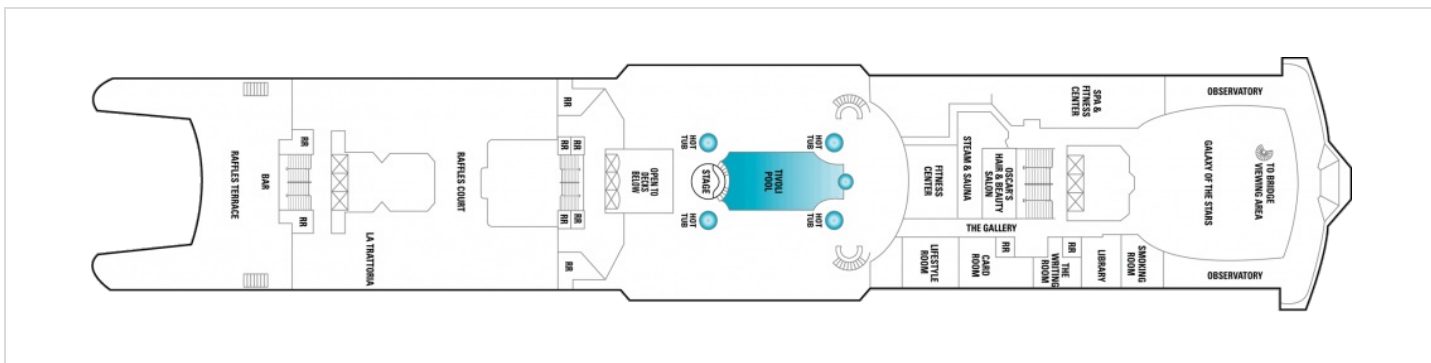 RAFFLES TERRACE
BAR
RR
RR
LA TRATTORIA
RAFFLES COURT
RR
RR
RR
RR
RR
RR
OPEN TO
DECKS
BELOW
HOT
TUB
HOT
TUB
STAGE
TIVOLI
POOL
HOT
TUB
HOT
TUB
FITNESS
CENTER
STEAM & SAUNA
OSCAR'S
HAIR & BEAUTY
SALON
SPA &
FITNESS
CENTER
THE GALLERY
LIFESTYLE
ROOM
CARD
ROOM
RR
THE
WRITING
ROOM
RR
LIBRARY
SMOKING
ROOM
OBSERVATORY
GALAXY OF THE STARS
TO BRIDGE
VIEWING AREA
OBSERVATORY